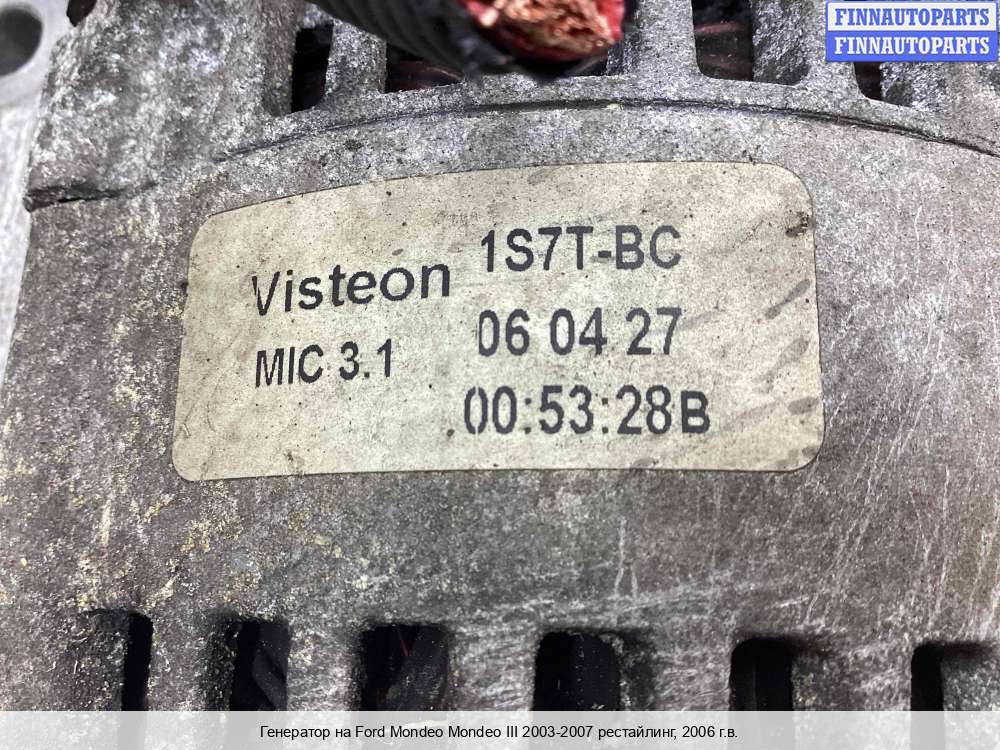 FINNAUTOPARTS
FINNAUTOPARTS
Visteon 1S7T-BC
MIC 3.1 06 04 27
00:53:28B
Генератор на Ford Mondeo Mondeo III 2003-2007 рестайлинг, 2006 г.в.